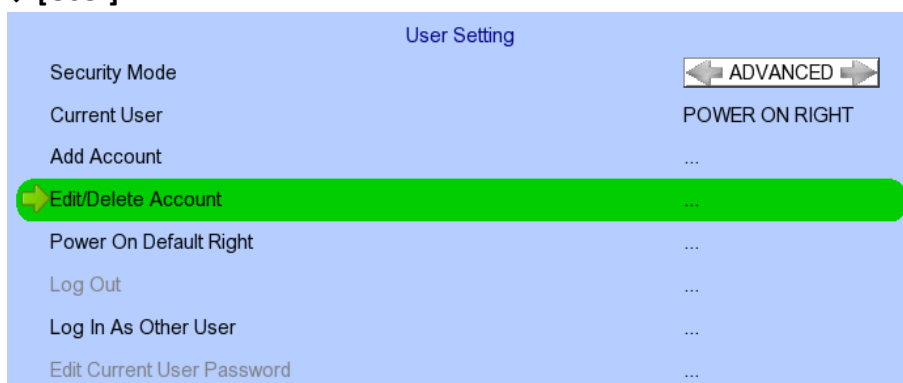 User Setting
Security Mode ADVANCED
Current User POWER ON RIGHT
Add Account ...
Edit/Delete Account ...
Power On Default Right ...
Log Out ...
Log In As Other User ...
Edit Current User Password ...